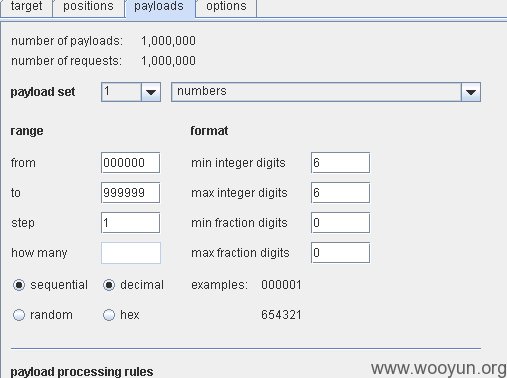 target positions payloads options
number of payloads: 1,000,000
number of requests: 1,000,000
payload set 1 numbers
range format
from 000000 min integer digits 6
to 999999 max integer digits 6
step 1 min fraction digits 0
how many max fraction digits 0
sequential decimal examples: 000001
random hex 654321
payload processing rules
www.wooyun.org